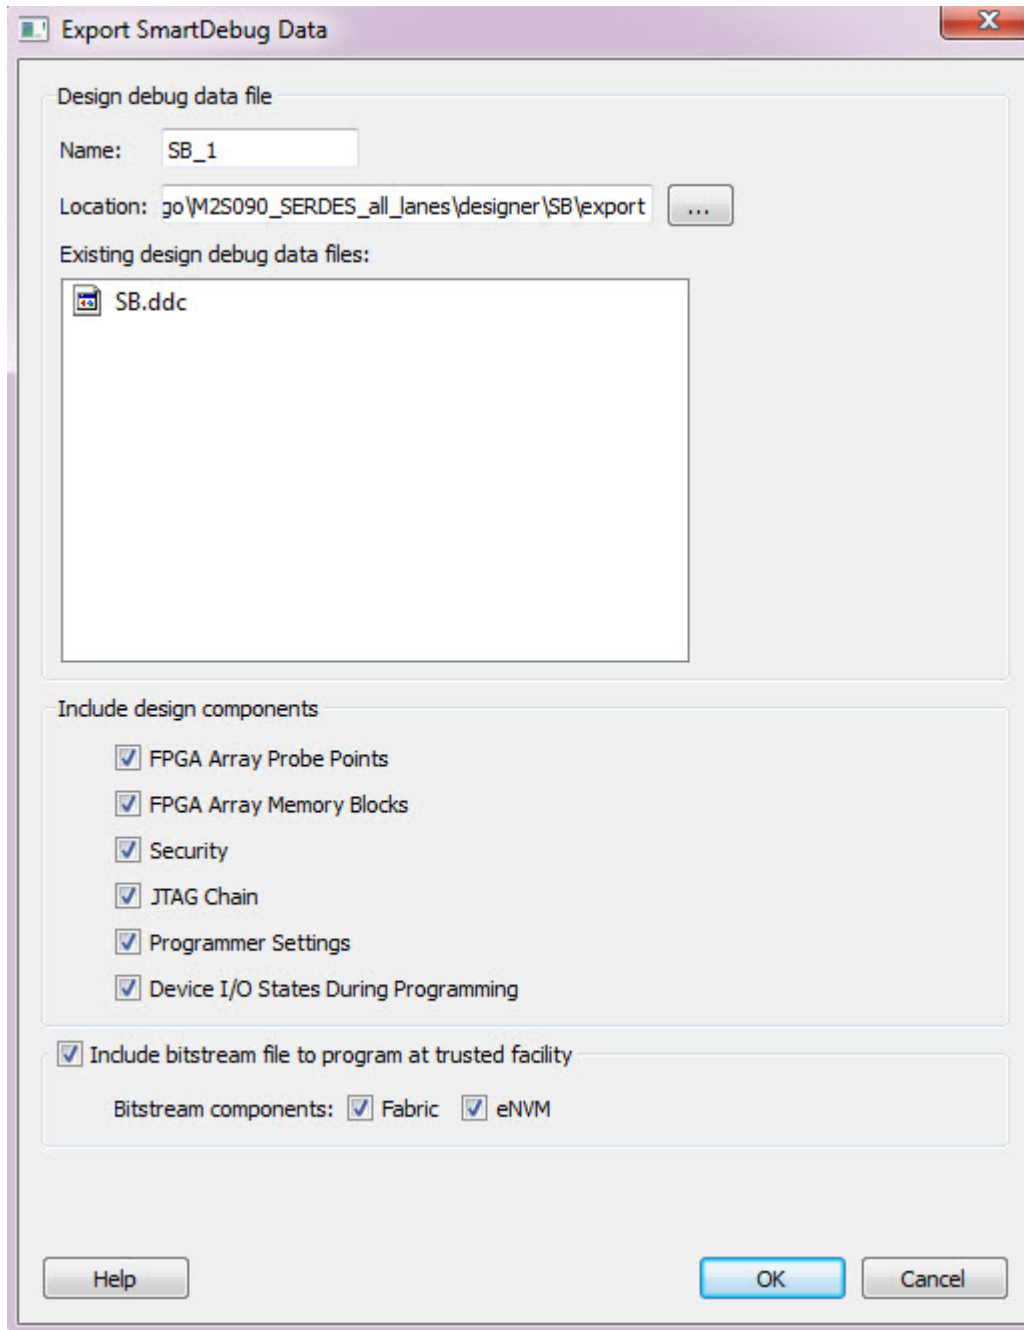 Export SmartDebug Data
Design debug data file
Name: SB_1
Location: go\M2S090_SERDES_all_lanes\designer\SB\export ...
Existing design debug data files:
SB.ddc
Include design components
FPGA Array Probe Points
FPGA Array Memory Blocks
Security
JTAG Chain
Programmer Settings
Device I/O States During Programming
Include bitstream file to program at trusted facility
Bitstream components: Fabric eNVM
Help OK Cancel